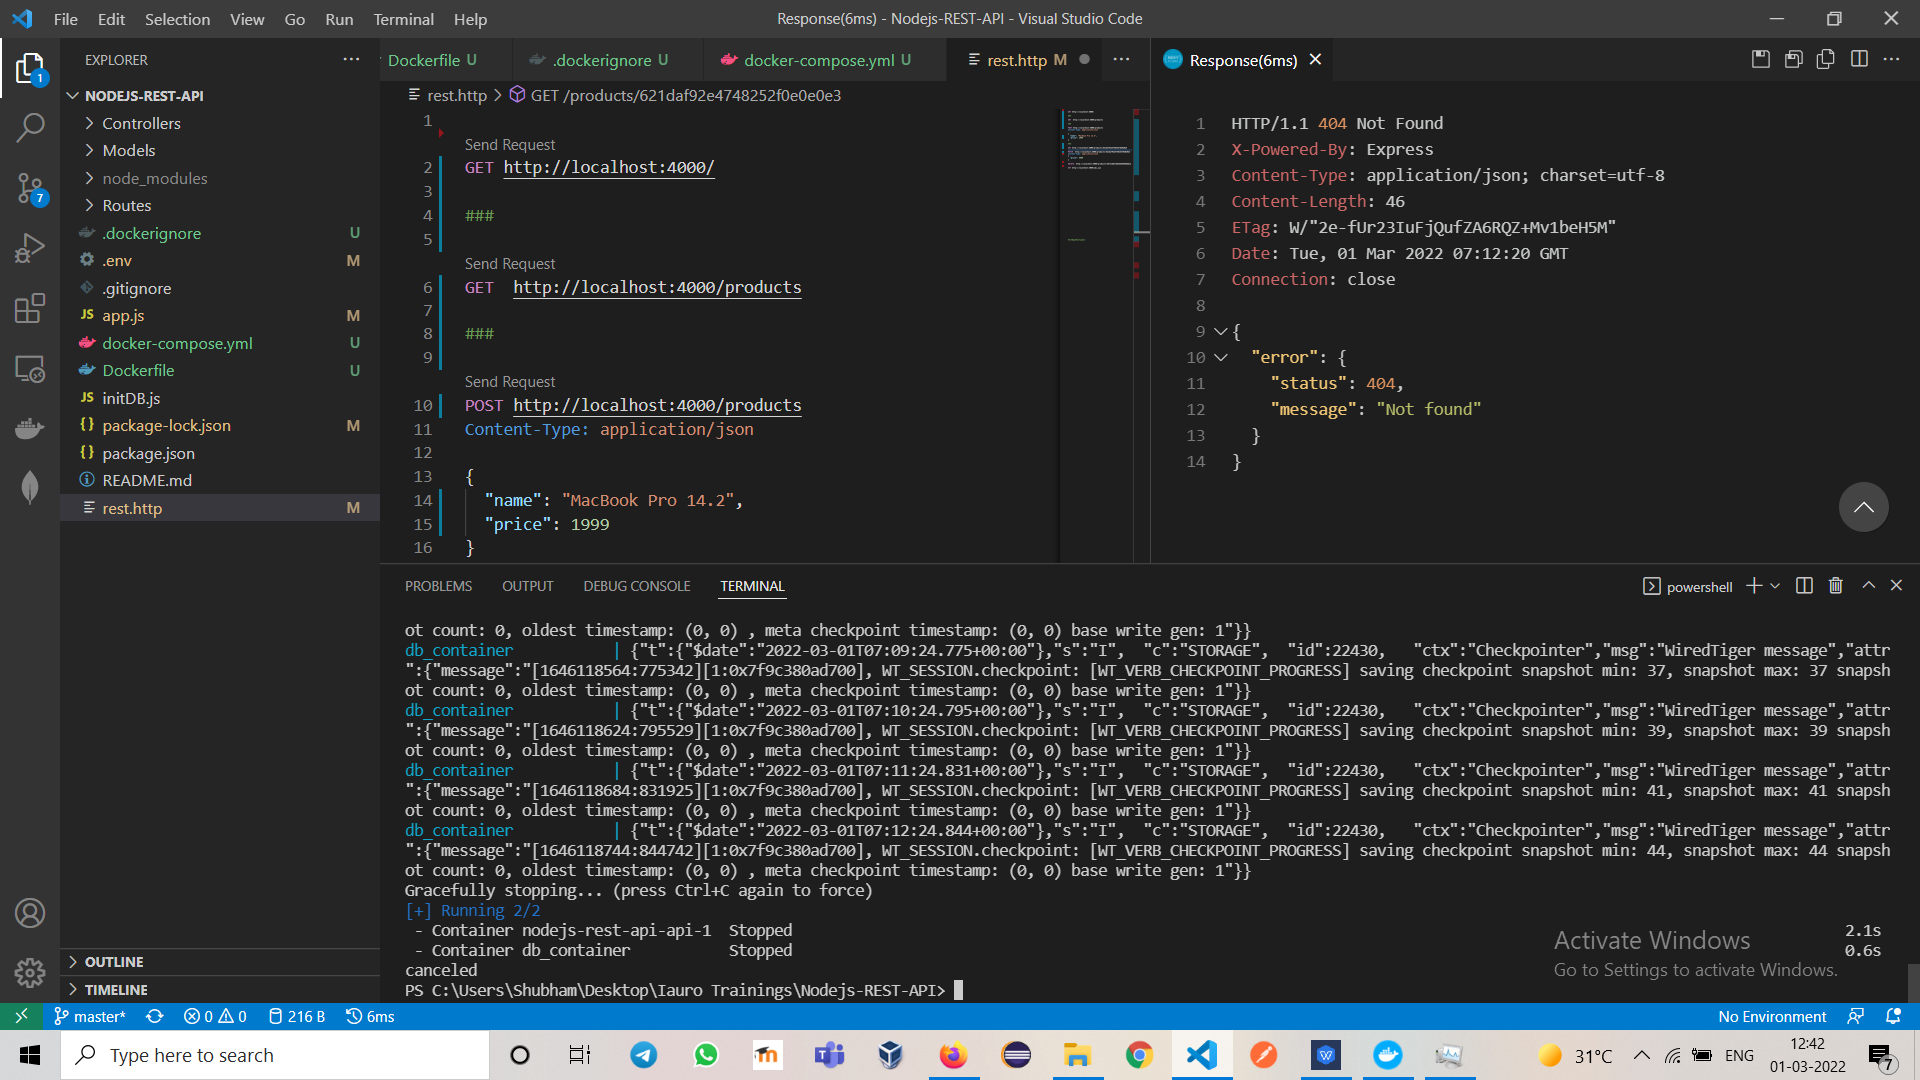 File Edit Selection View Go Run Terminal Help
Response(6ms) - Nodejs-REST-API - Visual Studio Code
EXPLORER
NODEJS-REST-API
Controllers
Models
node_modules
Routes
.dockerignore U
.env M
.gitignore
JS app.js M
docker-compose.yml U
Dockerfile U
JS initDB.js
{} package-lock.json M
{} package.json
README.md
rest.http M
OUTLINE
TIMELINE
1
7
Dockerfile U
.dockerignore U
docker-compose.yml U
rest.http M
rest.http > GET /products/621daf92e4748252f0e0e0e3
1
Send Request
2 GET http://localhost:4000/
3
4 ###
5
Send Request
6 GET  http://localhost:4000/products
7
8 ###
9
Send Request
10 POST http://localhost:4000/products
11 Content-Type: application/json
12
13 {
14 "name": "MacBook Pro 14.2",
15 "price": 1999
16 }
Response(6ms)
1 HTTP/1.1 404 Not Found
2 X-Powered-By: Express
3 Content-Type: application/json; charset=utf-8
4 Content-Length: 46
5 ETag: W/"2e-fUr23IuFjQufZA6RQZ+Mv1beH5M"
6 Date: Tue, 01 Mar 2022 07:12:20 GMT
7 Connection: close
8
9 {
10 "error": {
11 "status": 404,
12 "message": "Not found"
13 }
14 }
PROBLEMS OUTPUT DEBUG CONSOLE TERMINAL
powershell
ot count: 0, oldest timestamp: (0, 0) , meta checkpoint timestamp: (0, 0) base write gen: 1"}}
db_container | {"t":{"$date":"2022-03-01T07:09:24.775+00:00"},"s":"I", "c":"STORAGE", "id":22430, "ctx":"Checkpointer","msg":"WiredTiger message","attr
":{"message":"[1646118564:775342][1:0x7f9c380ad700], WT_SESSION.checkpoint: [WT_VERB_CHECKPOINT_PROGRESS] saving checkpoint snapshot min: 37, snapshot max: 37 snapsh
ot count: 0, oldest timestamp: (0, 0) , meta checkpoint timestamp: (0, 0) base write gen: 1"}}
db_container | {"t":{"$date":"2022-03-01T07:10:24.795+00:00"},"s":"I", "c":"STORAGE", "id":22430, "ctx":"Checkpointer","msg":"WiredTiger message","attr
":{"message":"[1646118624:795529][1:0x7f9c380ad700], WT_SESSION.checkpoint: [WT_VERB_CHECKPOINT_PROGRESS] saving checkpoint snapshot min: 39, snapshot max: 39 snapsh
ot count: 0, oldest timestamp: (0, 0) , meta checkpoint timestamp: (0, 0) base write gen: 1"}}
db_container | {"t":{"$date":"2022-03-01T07:11:24.831+00:00"},"s":"I", "c":"STORAGE", "id":22430, "ctx":"Checkpointer","msg":"WiredTiger message","attr
":{"message":"[1646118684:831925][1:0x7f9c380ad700], WT_SESSION.checkpoint: [WT_VERB_CHECKPOINT_PROGRESS] saving checkpoint snapshot min: 41, snapshot max: 41 snapsh
ot count: 0, oldest timestamp: (0, 0) , meta checkpoint timestamp: (0, 0) base write gen: 1"}}
db_container | {"t":{"$date":"2022-03-01T07:12:24.844+00:00"},"s":"I", "c":"STORAGE", "id":22430, "ctx":"Checkpointer","msg":"WiredTiger message","attr
":{"message":"[1646118744:844742][1:0x7f9c380ad700], WT_SESSION.checkpoint: [WT_VERB_CHECKPOINT_PROGRESS] saving checkpoint snapshot min: 44, snapshot max: 44 snapsh
ot count: 0, oldest timestamp: (0, 0) , meta checkpoint timestamp: (0, 0) base write gen: 1"}}
Gracefully stopping... (press Ctrl+C again to force)
[+] Running 2/2
- Container nodejs-rest-api-api-1 Stopped 2.1s
- Container db_container Stopped 0.6s
canceled
PS C:\Users\Shubham\Desktop\Iauro Trainings\Nodejs-REST-API>
Activate Windows
Go to Settings to activate Windows.
master* 0 0 216 B 6ms
No Environment
Type here to search
31°C
ENG
12:42
01-03-2022
7